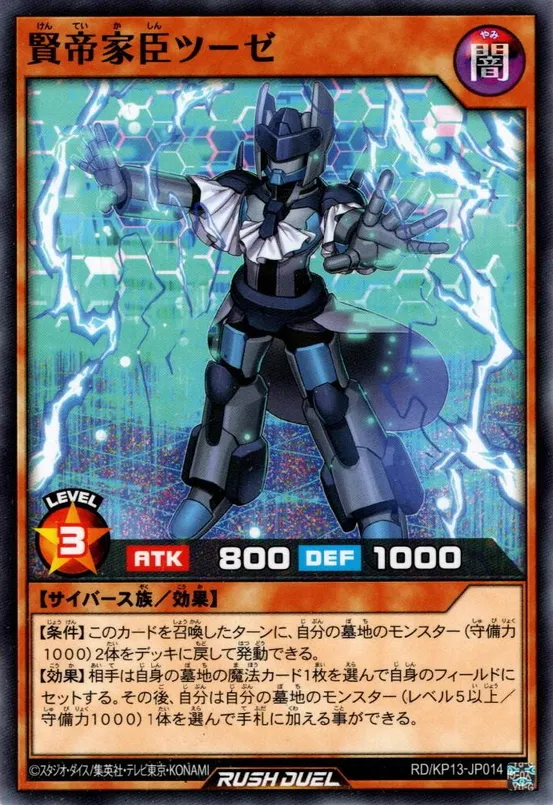 賢帝家臣ツーゼ
闇
LEVEL
3
ATK 800 DEF 1000
【サイバース族／効果】
【条件】このカードを召喚したターンに、自分の墓地のモンスター（守備力
1000）2体をデッキに戻して発動できる。
【効果】相手は自身の墓地の魔法カード1枚を選んで自身のフィールドに
セットする。その後、自分は自分の墓地のモンスター（レベル5以上／
守備力1000）1体を選んで手札に加える事ができる。
©スタジオ・ダイス/集英社・テレビ東京・KONAMI
RUSH DUEL
RD/KP13-JP014